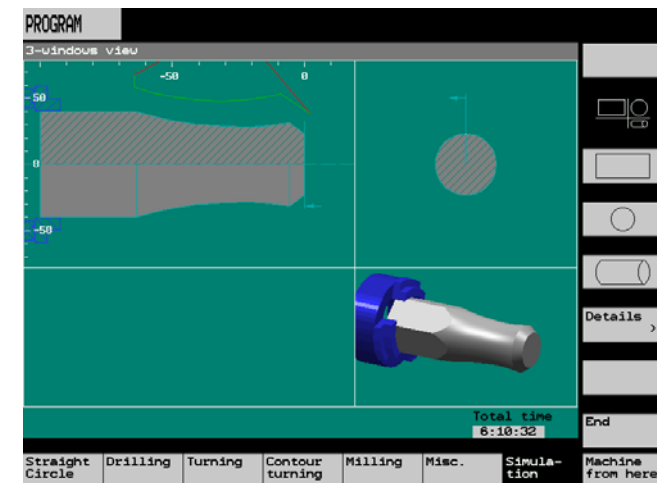 PROGRAM
3-windows view
-50
0
50
0
-50
Details
Total time
6:10:32
End
Straight Circle
Drilling
Turning
Contour turning
Milling
Misc.
Simula-
tion
Machine from here